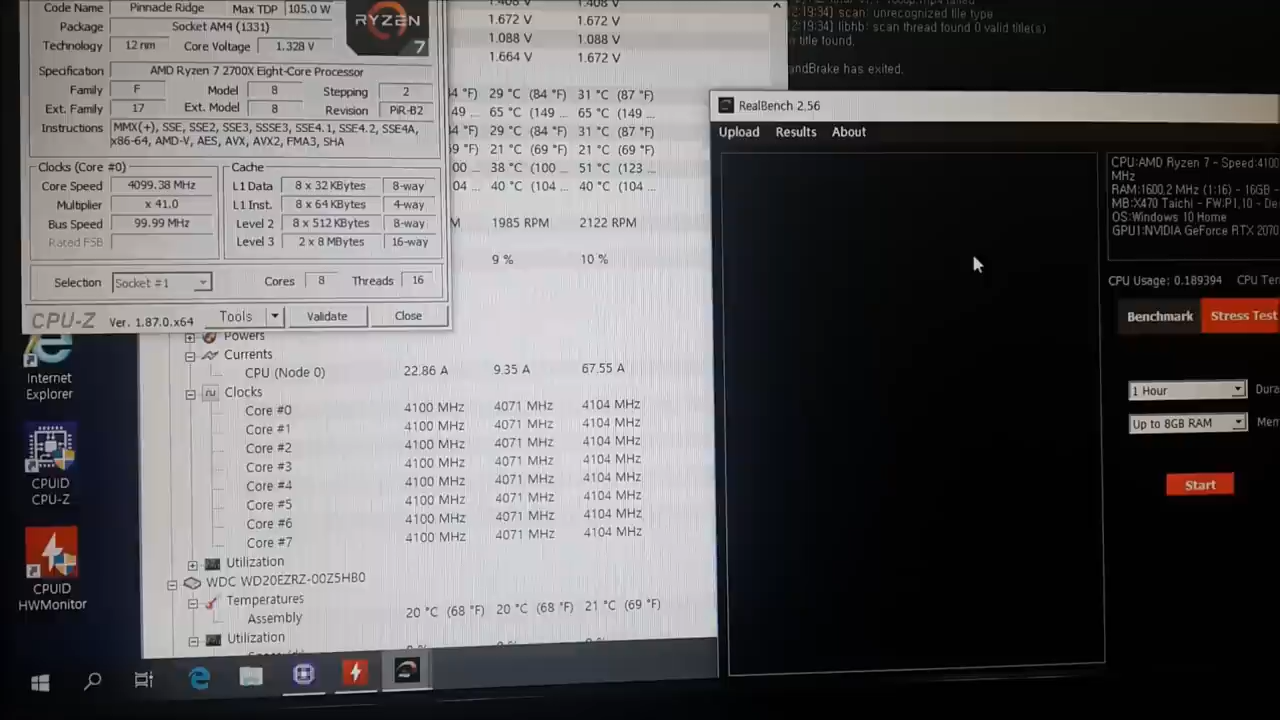 Code Name Pinnacle Ridge Max TDP 105.0 W
Package Socket AM4 (1331)
Technology 12 nm Core Voltage 1.328 V
RYZEN
7
Specification AMD Ryzen 7 2700X Eight-Core Processor
Family F Model 8 Stepping 2
Ext. Family 17 Ext. Model 8 Revision PiR-B2
Instructions MMX(+), SSE, SSE2, SSE3, SSSE3, SSE4.1, SSE4.2, SSE4A,
x86-64, AMD-V, AES, AVX, AVX2, FMA3, SHA
Clocks (Core #0)
Core Speed 4099.38 MHz
Multiplier x 41.0
Bus Speed 99.99 MHz
Rated FSB
Cache
L1 Data 8 x 32 KBytes 8-way
L1 Inst. 8 x 64 KBytes 4-way
Level 2 8 x 512 KBytes 8-way
Level 3 2 x 8 MBytes 16-way
Selection Socket #1 Cores 8 Threads 16
CPU-Z Ver. 1.87.0.x64 Tools Validate Close
1.408 V 1.408 V
1.672 V 1.672 V
1.088 V 1.088 V
1.664 V 1.672 V
29 °C (84 °F) 31 °C (87 °F)
65 °C (149 ... 65 °C (149 ...
29 °C (84 °F) 31 °C (87 °F)
21 °C (69 °F) 21 °C (69 °F)
38 °C (100 ... 51 °C (123 ...
40 °C (104 ... 40 °C (104 ...
1985 RPM 2122 RPM
9 % 10 %
Powers
Currents
CPU (Node 0) 22.86 A 9.35 A 67.55 A
Clocks
Core #0 4100 MHz 4071 MHz 4104 MHz
Core #1 4100 MHz 4071 MHz 4104 MHz
Core #2 4100 MHz 4071 MHz 4104 MHz
Core #3 4100 MHz 4071 MHz 4104 MHz
Core #4 4100 MHz 4071 MHz 4104 MHz
Core #5 4100 MHz 4071 MHz 4104 MHz
Core #6 4100 MHz 4071 MHz 4104 MHz
Core #7 4100 MHz 4071 MHz 4104 MHz
Utilization
WDC WD20EZRZ-00Z5HB0
Temperatures
Assembly 20 °C (68 °F) 20 °C (68 °F) 21 °C (69 °F)
Utilization
Internet
Explorer
CPUID
CPU-Z
CPUID
HWMonitor
2:19:34] scan: unrecognized file type
2:19:34] libhb: scan thread found 0 valid title(s)
title found.
andBrake has exited.
RealBench 2.56
Upload Results About
CPU:AMD Ryzen 7 - Speed:4100
MHz
RAM:1600.2 MHz (1:16) - 16GB
MB:X470 Taichi - FW:P1.10 - De
OS:Windows 10 Home
GPU1:NVIDIA GeForce RTX 2070
CPU Usage: 0.189394 CPU Ten
Benchmark Stress Test
1 Hour Dura
Up to 8GB RAM Mem
Start